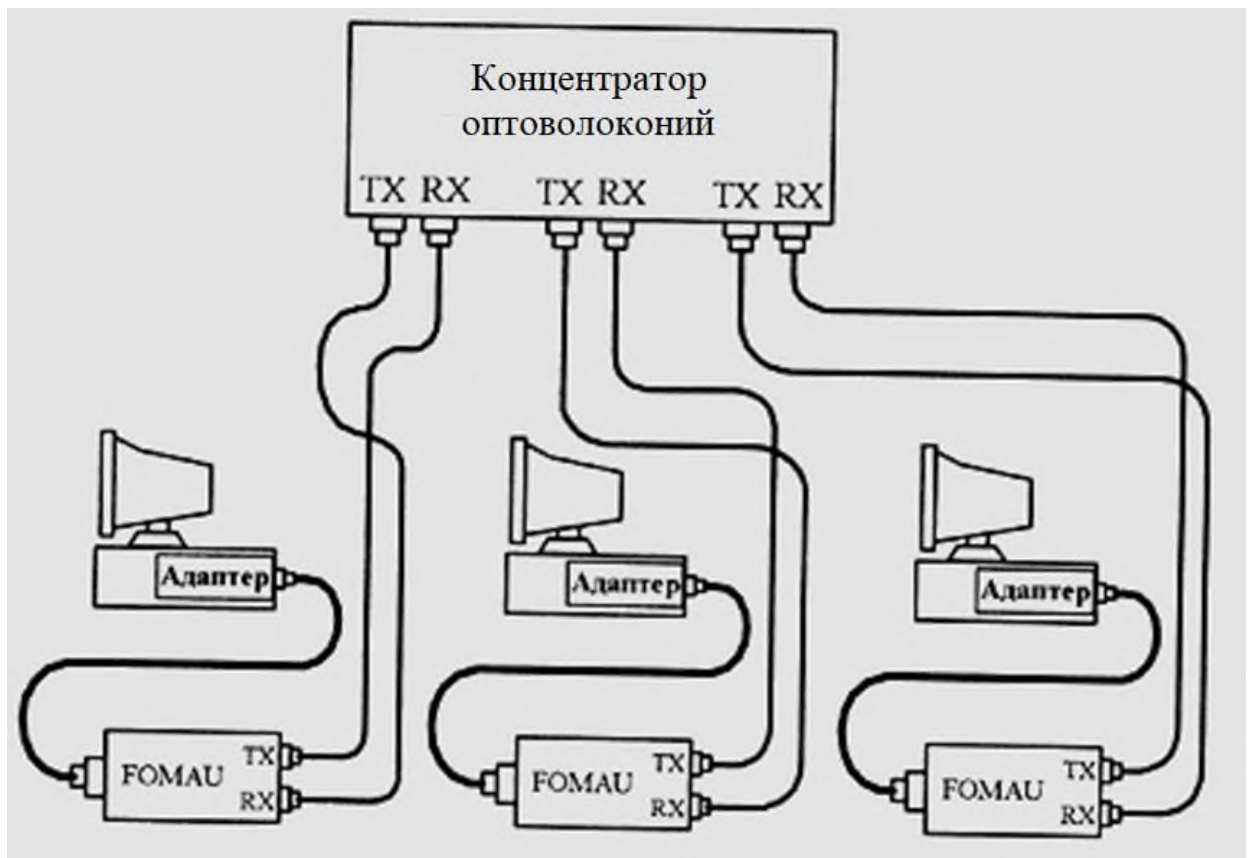 Концентратор
оптоволоконий
TX RX TX RX TX RX
Адаптер Адаптер Адаптер
TX TX TX
FOMAU FOMAU FOMAU
RX RX RX